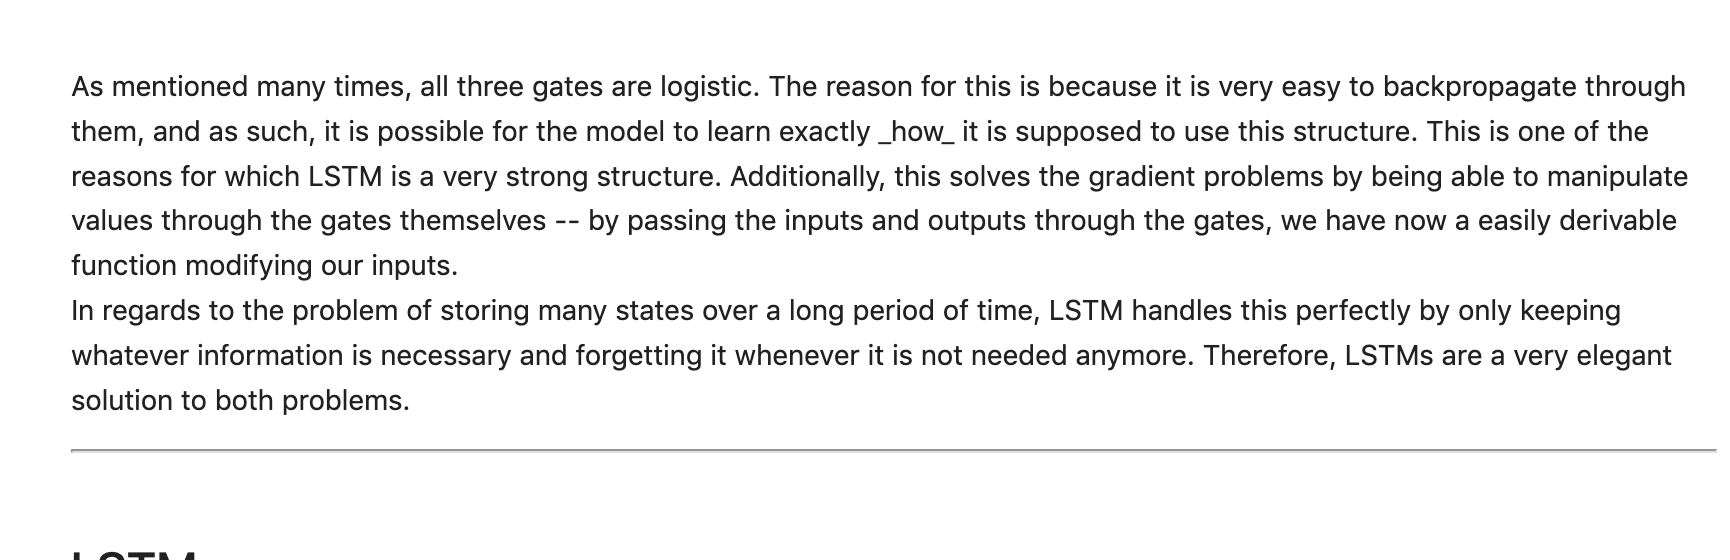 As mentioned many times, all three gates are logistic. The reason for this is because it is very easy to backpropagate through
them, and as such, it is possible for the model to learn exactly _how_ it is supposed to use this structure. This is one of the
reasons for which LSTM is a very strong structure. Additionally, this solves the gradient problems by being able to manipulate
values through the gates themselves -- by passing the inputs and outputs through the gates, we have now a easily derivable
function modifying our inputs.
In regards to the problem of storing many states over a long period of time, LSTM handles this perfectly by only keeping
whatever information is necessary and forgetting it whenever it is not needed anymore. Therefore, LSTMs are a very elegant
solution to both problems.
LSTM